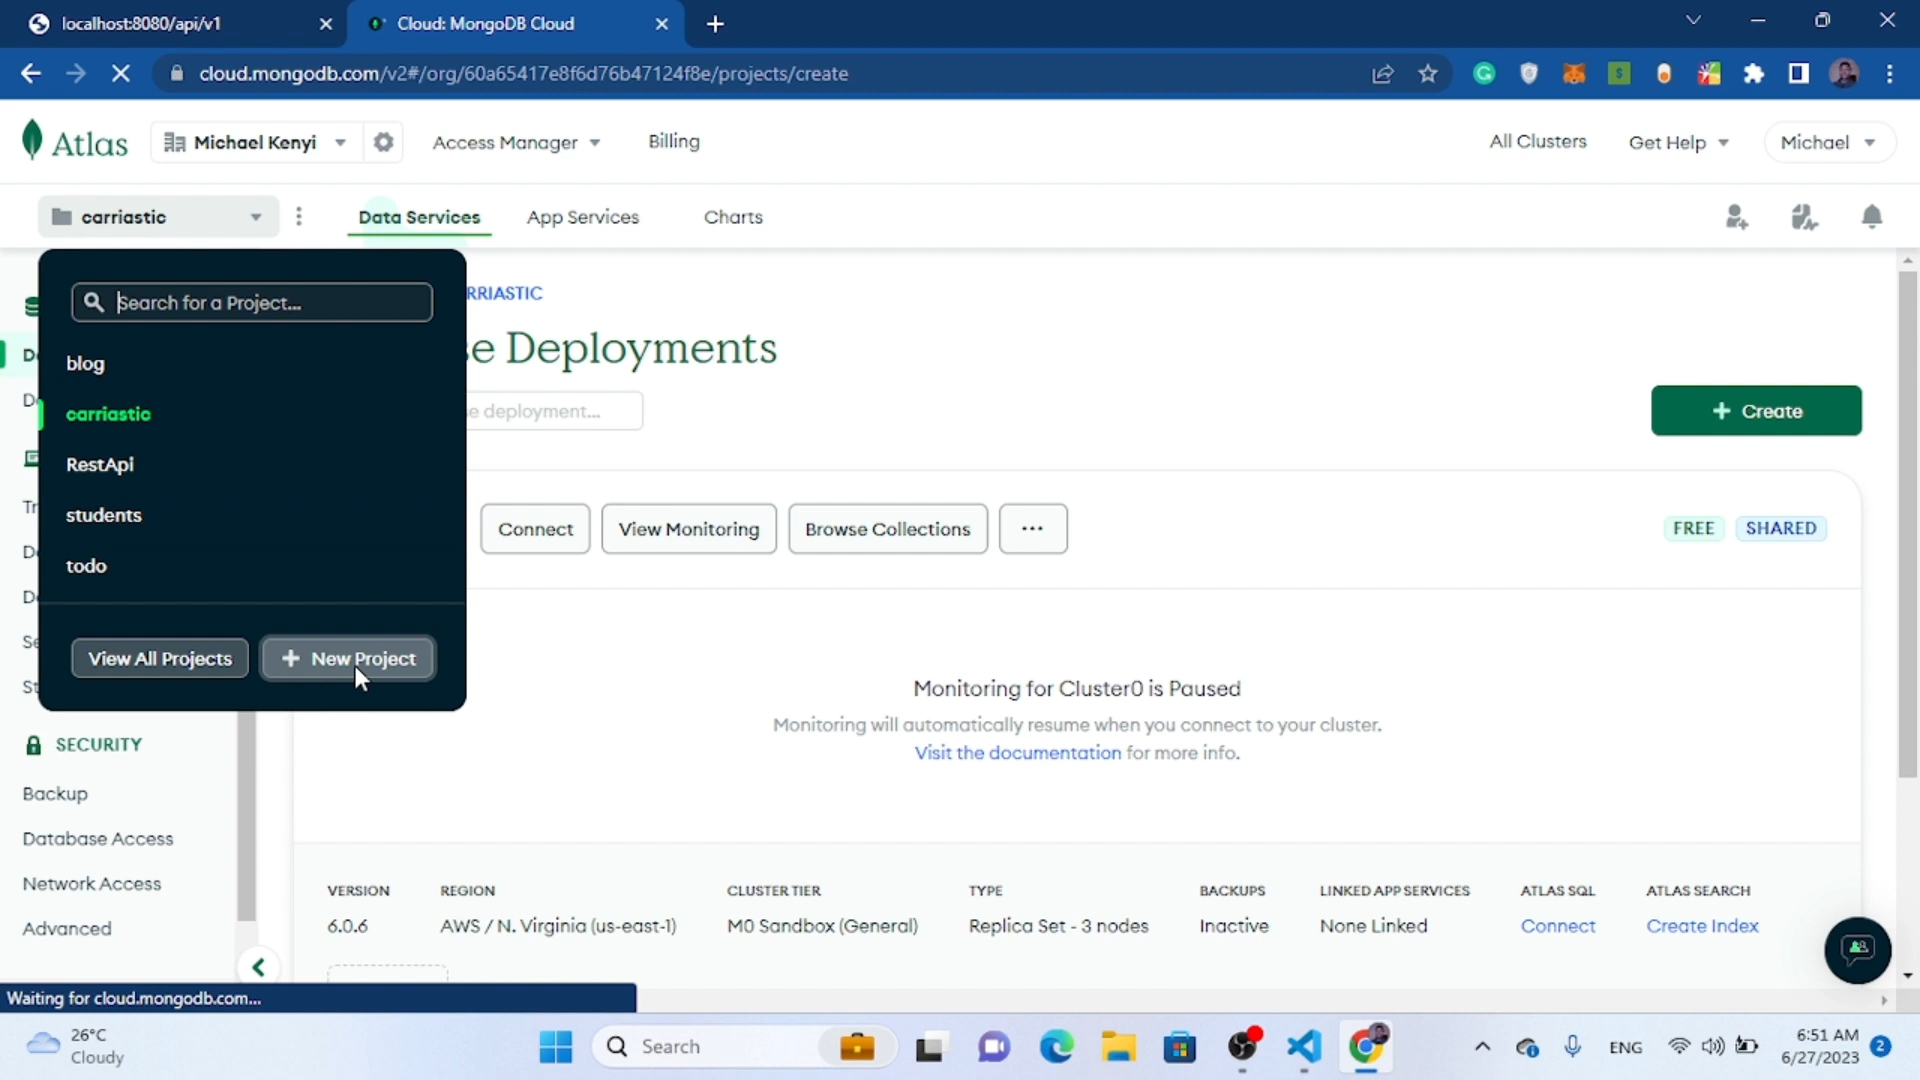 localhost:8080/api/v1
Cloud: MongoDB Cloud
cloud.mongodb.com/v2#/org/60a65417e8f6d76b47124f8e/projects/create
Atlas
Michael Kenyi
Access Manager
Billing
All Clusters
Get Help
Michael
carriastic
Data Services
App Services
Charts
Search for a Project...
blog
carriastic
RestApi
students
todo
View All Projects
+ New Project
RRIASTIC
se Deployments
se deployment...
+ Create
Connect
View Monitoring
Browse Collections
...
FREE
SHARED
Monitoring for Cluster0 is Paused
Monitoring will automatically resume when you connect to your cluster.
Visit the documentation for more info.
SECURITY
Backup
Database Access
Network Access
Advanced
VERSION REGION CLUSTER TIER TYPE BACKUPS LINKED APP SERVICES ATLAS SQL ATLAS SEARCH
6.0.6 AWS / N. Virginia (us-east-1) M0 Sandbox (General) Replica Set - 3 nodes Inactive None Linked Connect Create Index
Waiting for cloud.mongodb.com...
26°C
Cloudy
Search
ENG
6:51 AM
6/27/2023
2